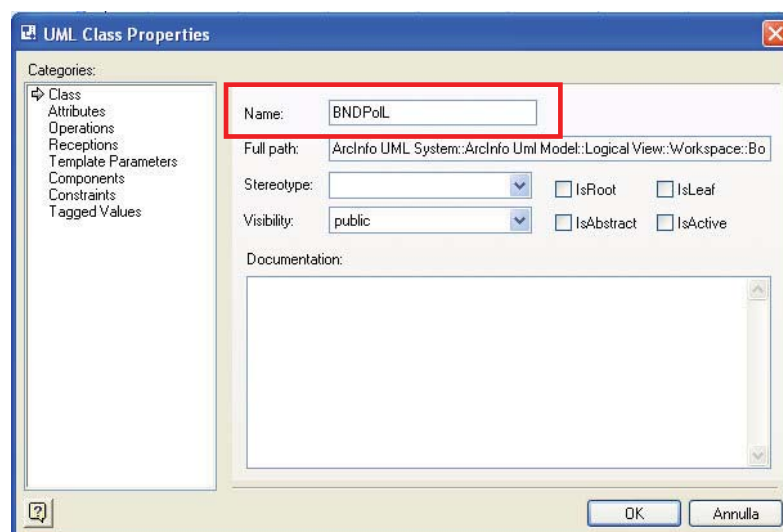 UML Class Properties
Categories:
Class
Attributes
Operations
Receptions
Template Parameters
Components
Constraints
Tagged Values
Name: BNDPolL
Full path: ArcInfo UML System::ArcInfo Uml Model::Logical View::Workspace::Bo
Stereotype: IsRoot IsLeaf
Visibility: public IsAbstract IsActive
Documentation:
OK Annulla